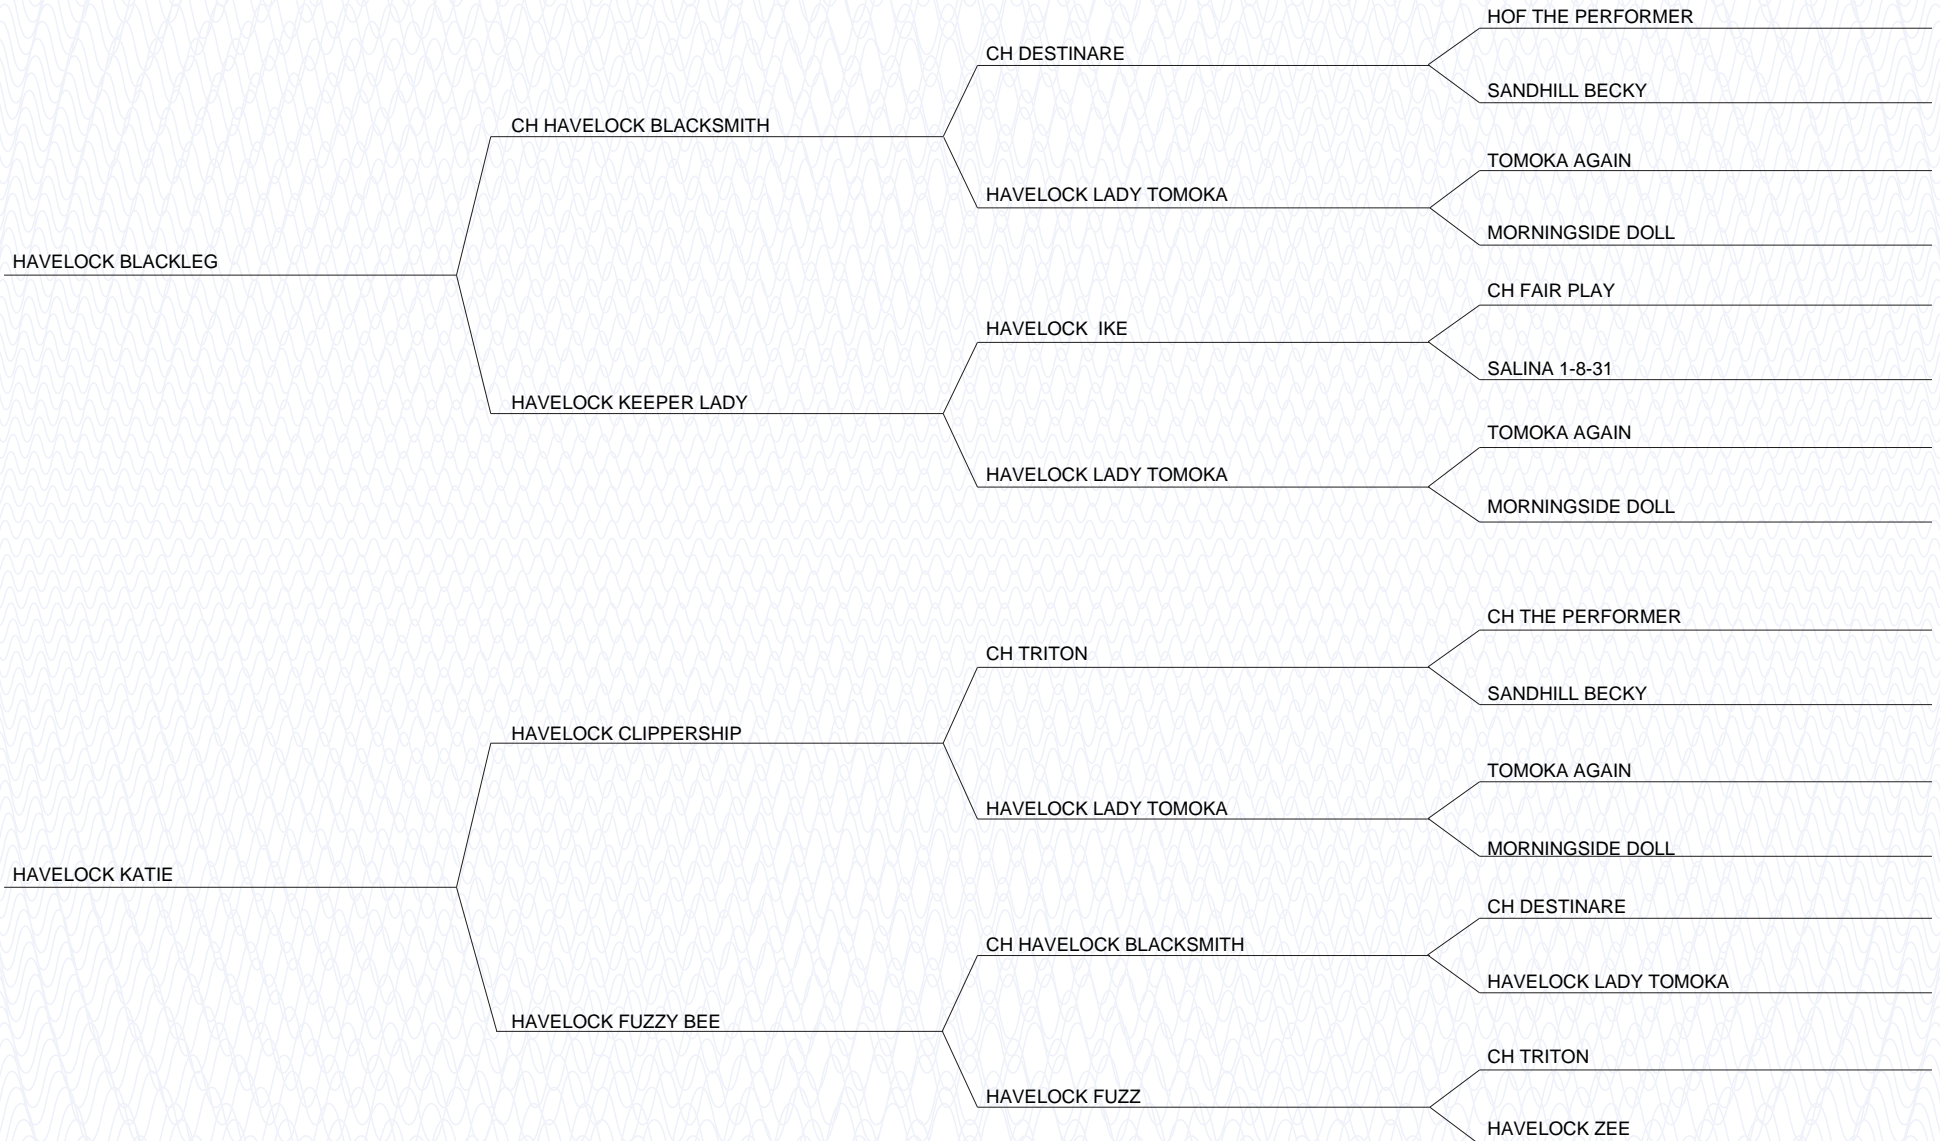 HOF THE PERFORMER
CH DESTINARE
SANDHILL BECKY
CH HAVELOCK BLACKSMITH
TOMOKA AGAIN
HAVELOCK LADY TOMOKA
MORNINGSIDE DOLL
HAVELOCK BLACKLEG
CH FAIR PLAY
HAVELOCK  IKE
SALINA 1-8-31
HAVELOCK KEEPER LADY
TOMOKA AGAIN
HAVELOCK LADY TOMOKA
MORNINGSIDE DOLL
CH THE PERFORMER
CH TRITON
SANDHILL BECKY
HAVELOCK CLIPPERSHIP
TOMOKA AGAIN
HAVELOCK LADY TOMOKA
MORNINGSIDE DOLL
HAVELOCK KATIE
CH DESTINARE
CH HAVELOCK BLACKSMITH
HAVELOCK LADY TOMOKA
HAVELOCK FUZZY BEE
CH TRITON
HAVELOCK FUZZ
HAVELOCK ZEE